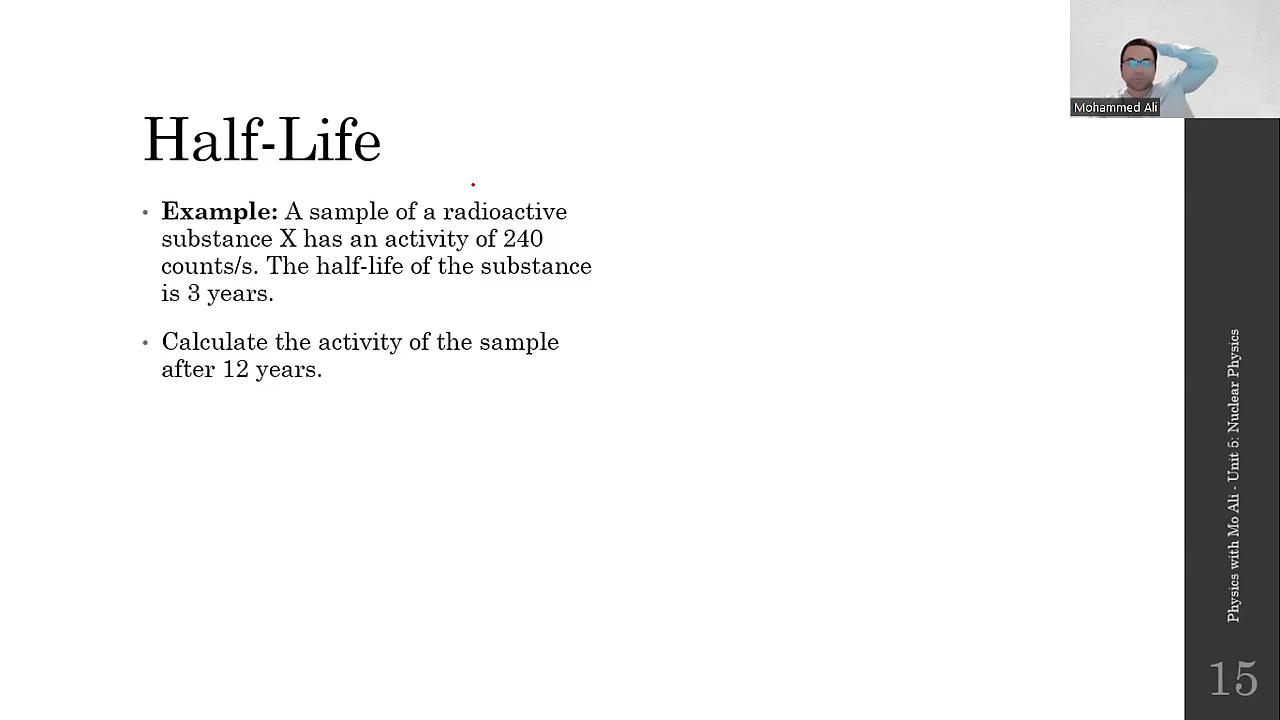 Mohammed Ali
Half-Life
• Example: A sample of a radioactive
substance X has an activity of 240
counts/s. The half-life of the substance
is 3 years.
• Calculate the activity of the sample
after 12 years.
Physics with Mo Ali - Unit 5: Nuclear Physics
15